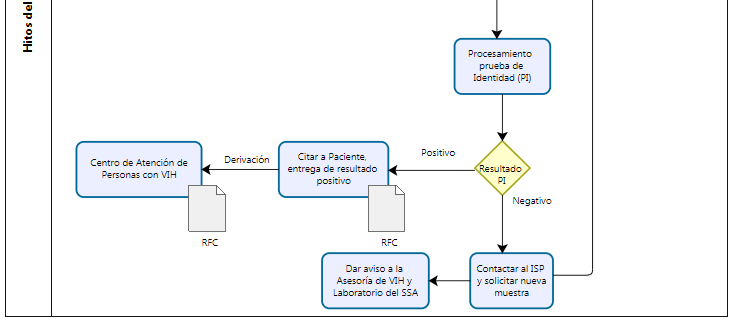 Hitos del
Procesamiento
prueba de
Identidad (PI)
Resultado
PI
Positivo
Negativo
Citar a Paciente,
entrega de resultado
positivo
RFC
Derivación
Centro de Atención de
Personas con VIH
RFC
Contactar al ISP
y solicitar nueva
muestra
Dar aviso a la
Asesoría de VIH y
Laboratorio del SSA